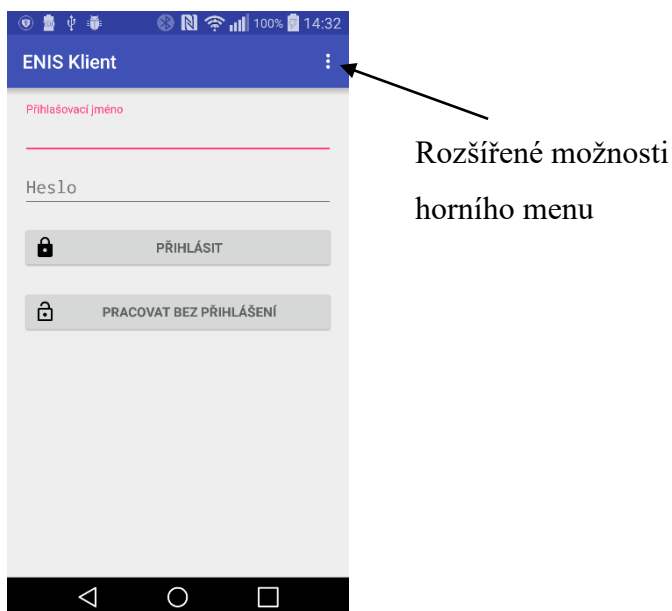 100% 14:32
ENIS Klient
Přihlašovací jméno
Heslo
PŘIHLÁSIT
PRACOVAT BEZ PŘIHLÁŠENÍ
Rozšířené možnosti
horního menu